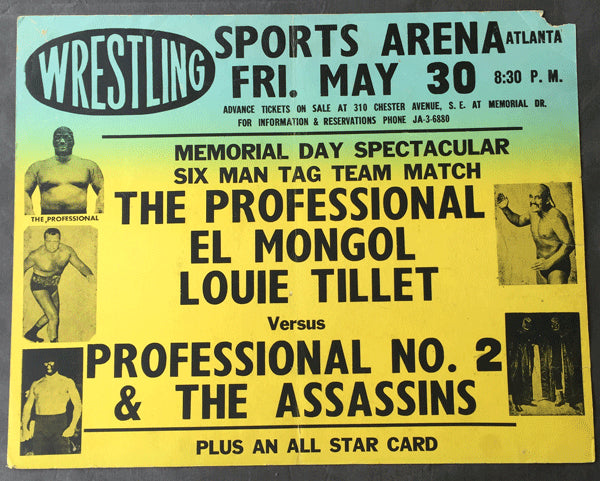 WRESTLING
SPORTS ARENA ATLANTA
FRI. MAY 30 8:30 P. M.
ADVANCE TICKETS ON SALE AT 310 CHESTER AVENUE, S. E. AT MEMORIAL DR.
FOR INFORMATION & RESERVATIONS PHONE JA-3-6880
MEMORIAL DAY SPECTACULAR
SIX MAN TAG TEAM MATCH
THE PROFESSIONAL
THE PROFESSIONAL
EL MONGOL
LOUIE TILLET
Versus
PROFESSIONAL NO. 2
& THE ASSASSINS
PLUS AN ALL STAR CARD